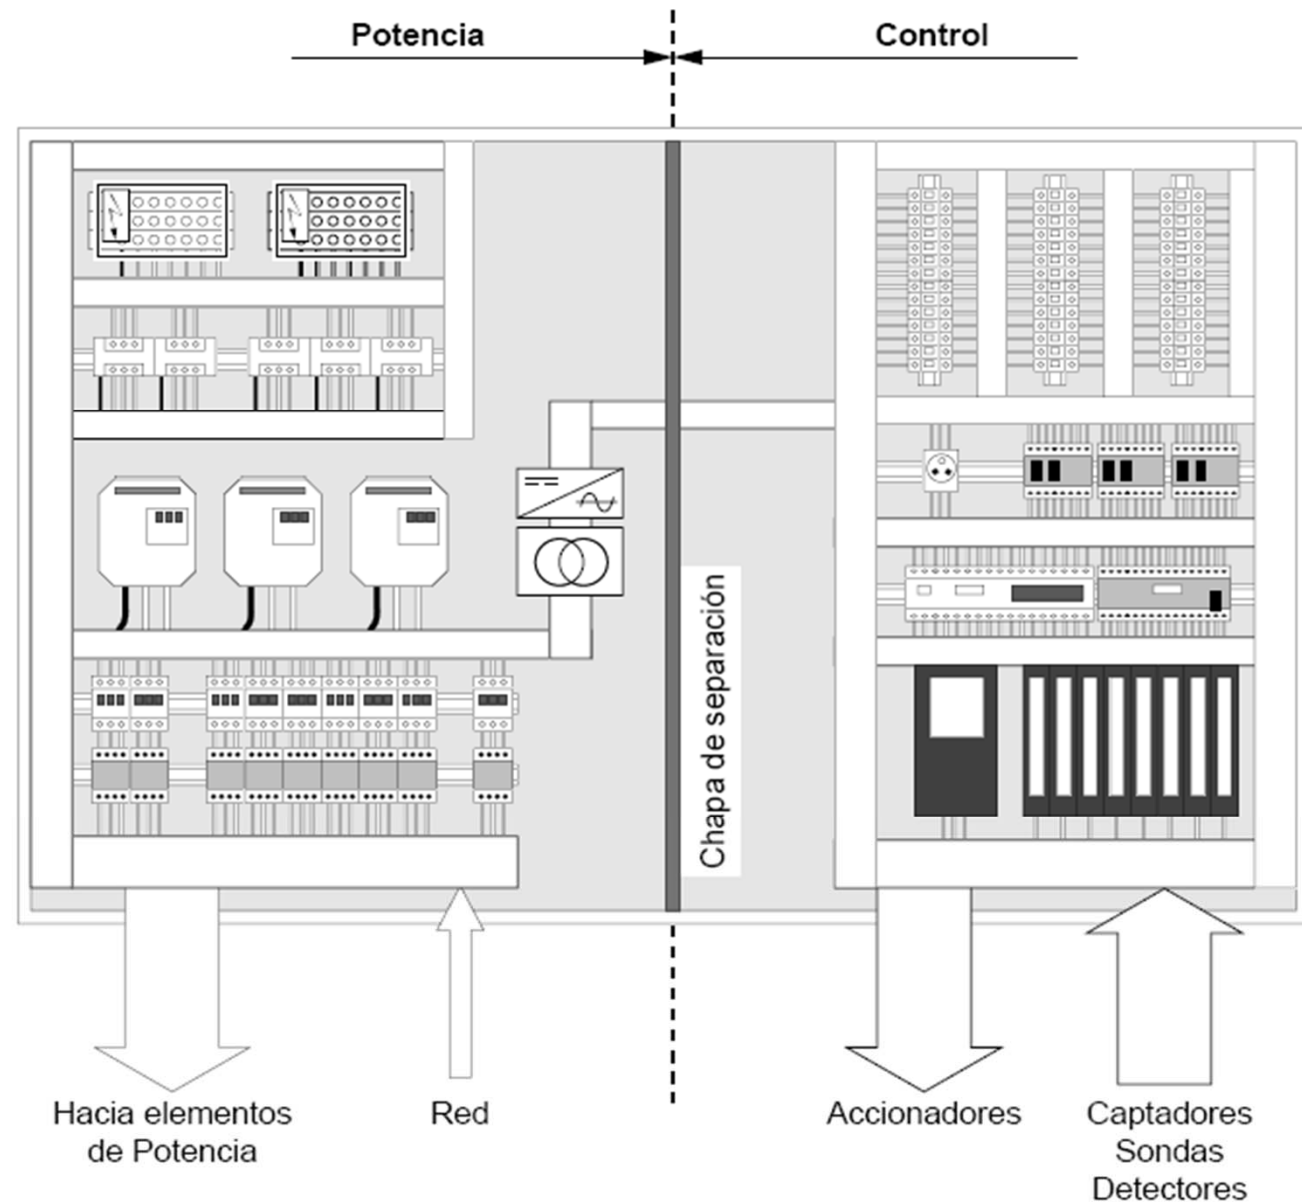 Potencia
Control
Chapa de separación
Hacia elementos
de Potencia
Red
Accionadores
Captadores
Sondas
Detectores